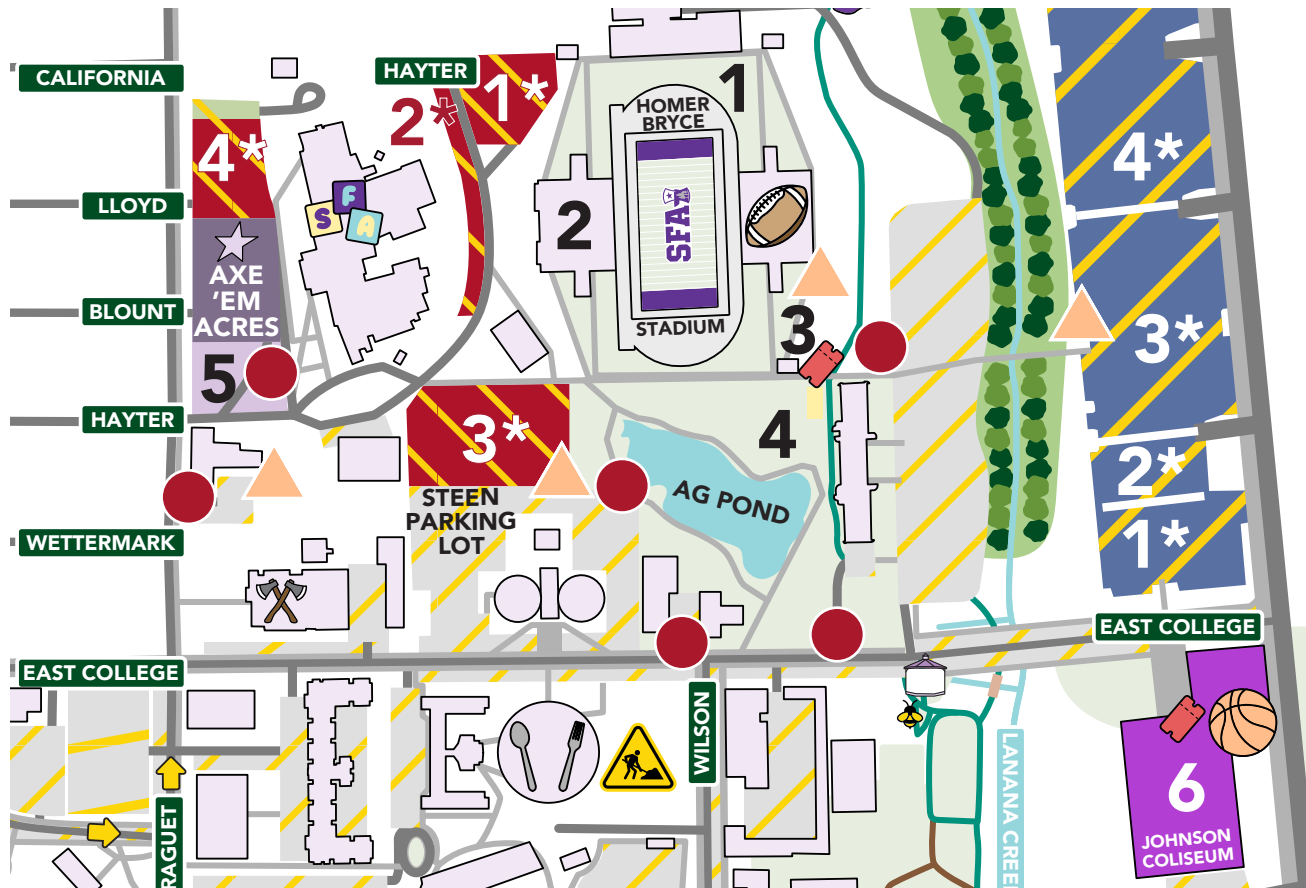 CALIFORNIA
HAYTER
1*
2*
4*
HOMER
BRYCE
1
4*
LLOYD
S
F
A
2
SFA
AXE
'EM
ACRES
BLOUNT
STADIUM
3
3*
5
HAYTER
3*
4
2*
STEEN
PARKING
LOT
AG POND
1*
WETTERMARK
EAST COLLEGE
EAST COLLEGE
WILSON
LANANA CREE
6
JOHNSON
COLISEUM
RAGUET